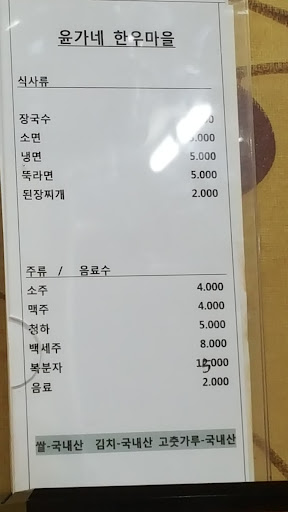 윤가네 한우마을
식사류
장국수
소면
냉면 5.000
뚝라면 5.000
된장찌개 2.000
주류 / 음료수
소주 4.000
맥주 4.000
청하 5.000
백세주 8.000
복분자
음료 2.000
쌀-국내산 김치-국내산 고춧가루-국내산